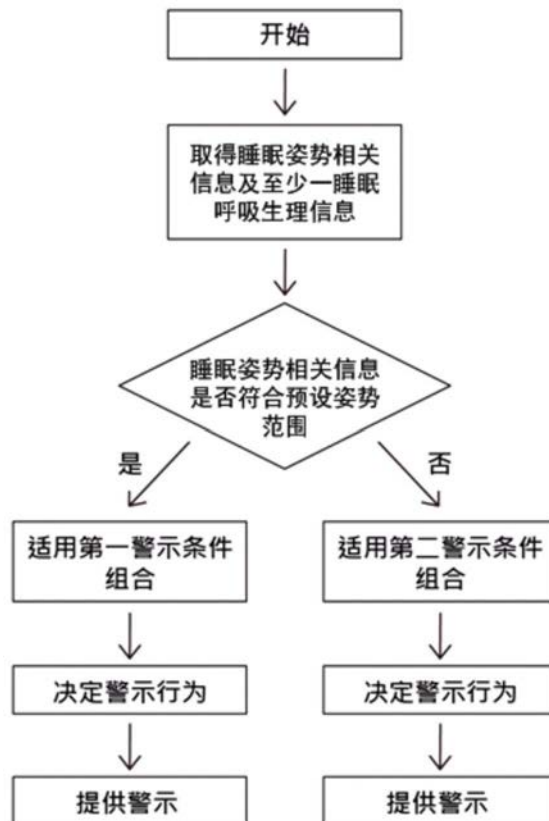 开始
取得睡眠姿势相关
信息及至少一睡眠
呼吸生理信息
睡眠姿势相关信息
是否符合预设姿势
范围
是
否
适用第一警示条件
组合
适用第二警示条件
组合
决定警示行为
决定警示行为
提供警示
提供警示